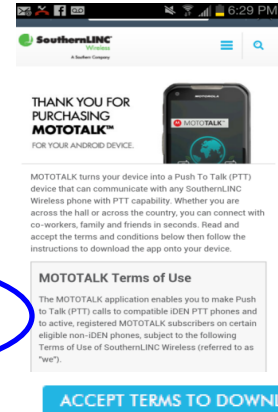 6:29 PM
SouthernLINC
Wireless
A Southern Company
MOTOROLA
THANK YOU FOR
PURCHASING
MOTOTALK™
FOR YOUR ANDROID DEVICE.
MOTOTALK
MOTOTALK turns your device into a Push To Talk (PTT)
device that can communicate with any SouthernLINC
Wireless phone with PTT capability. Whether you are
across the hall or across the country, you can connect with
co-workers, family and friends in seconds. Read and
accept the terms and conditions below then follow the
instructions to download the app onto your device.
MOTOTALK Terms of Use
The MOTOTALK application enables you to make Push
to Talk (PTT) calls to compatible iDEN PTT phones and
to active, registered MOTOTALK subscribers on certain
eligible non-iDEN phones, subject to the following
Terms of Use of SouthernLINC Wireless (referred to as
"we").
ACCEPT TERMS TO DOWNL